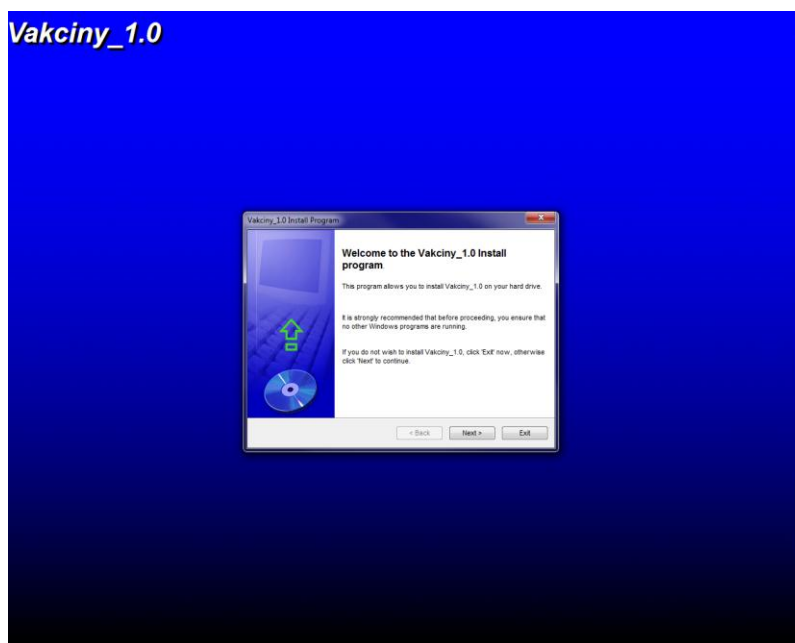 Vakciny_1.0
Vakciny_1.0 Install Program
Welcome to the Vakciny_1.0 Install
program.
This program allows you to install Vakciny_1.0 on your hard drive.
It is strongly recommended that before proceeding, you ensure that
no other Windows programs are running.
If you do not wish to install Vakciny_1.0, click 'Exit' now, otherwise
click 'Next' to continue.
< Back
Next >
Exit